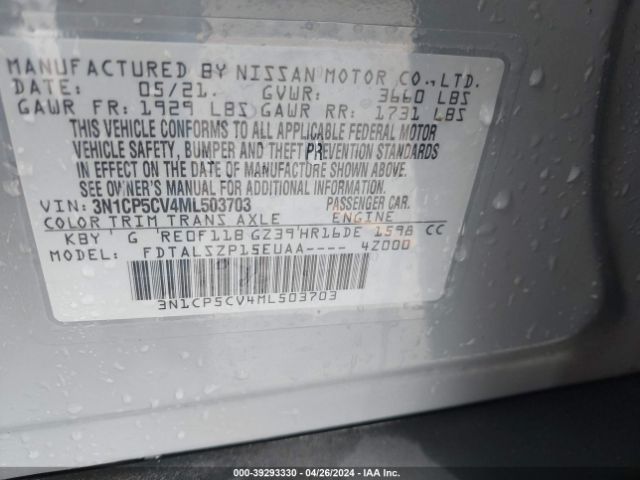 MANUFACTURED BY NISSAN MOTOR CO.,LTD.
DATE: 05/21. GVWR: 3660 LBS
GAWR FR: 1929 LBS GAWR RR: 1731 LBS
THIS VEHICLE CONFORMS TO ALL APPLICABLE FEDERAL MOTOR
VEHICLE SAFETY, BUMPER AND THEFT PREVENTION STANDARDS
IN EFFECT ON THE DATE OF MANUFACTURE SHOWN ABOVE.
SEE OWNER'S MANUAL FOR ADDITIONAL INFORMATION.
VIN: 3N1CP5CV4ML503703 PASSENGER CAR.
COLOR TRIM TRANS AXLE ENGINE
KBY G RE0F11B GZ39 HR16DE 1598 CC
MODEL: FDTALSZP15EUAA---- 4Z000
3N1CP5CV4ML503703
000-39293330 - 04/26/2024 - IAA Inc.